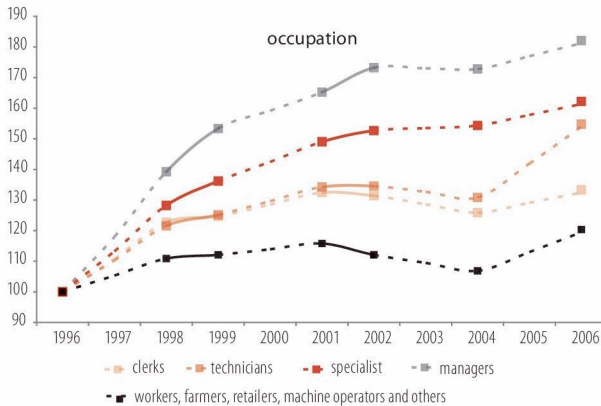 occupation
190
180
170
160
150
140
130
120
110
100
90
1996 1997 1998 1999 2000 2001 2002 2003 2004 2005 2006
clerks technicians specialist managers
workers, farmers, retailers, machine operators and others